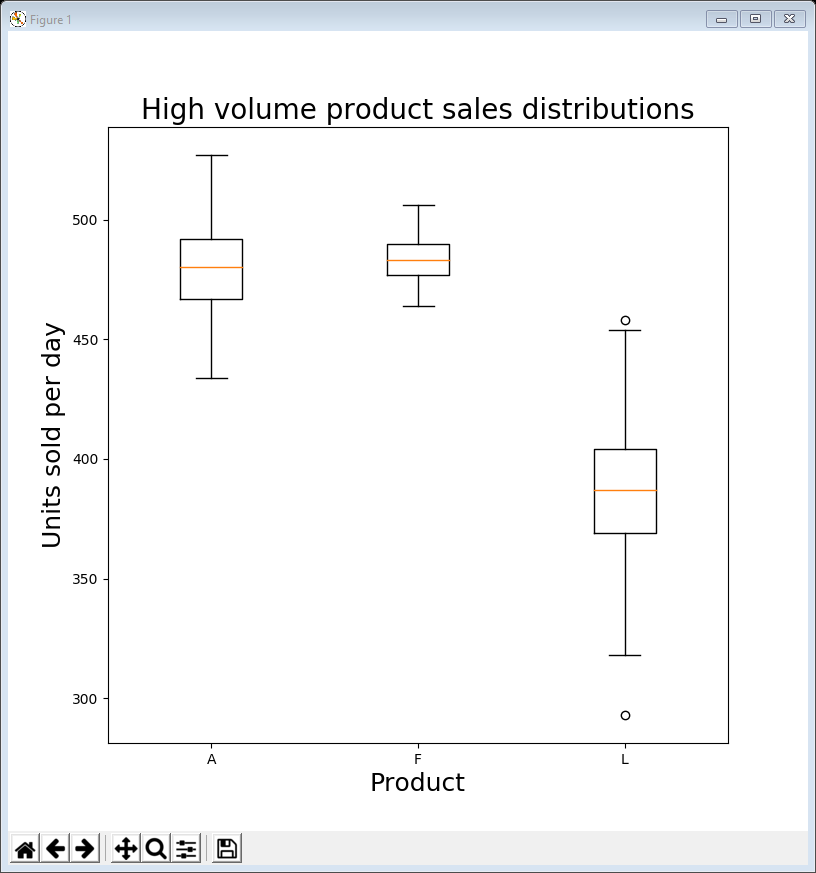 Figure 1
High volume product sales distributions
500
450
400
350
300
Units sold per day
A F L
Product